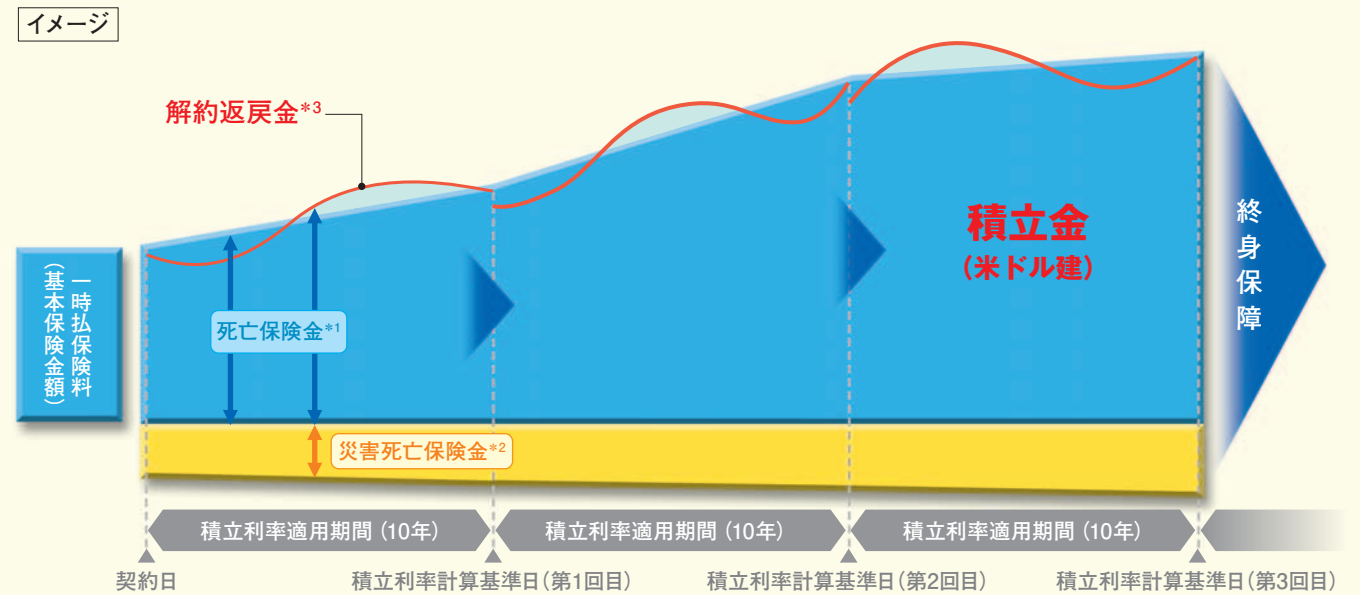 イメージ
解約返戻金*3
一時払保険料
(基本保険金額)
死亡保険金*1
災害死亡保険金*2
積立金
(米ドル建)
終身保障
積立利率適用期間(10年)
積立利率適用期間(10年)
積立利率適用期間(10年)
契約日
積立利率計算基準日(第1回目)
積立利率計算基準日(第2回目)
積立利率計算基準日(第3回目)